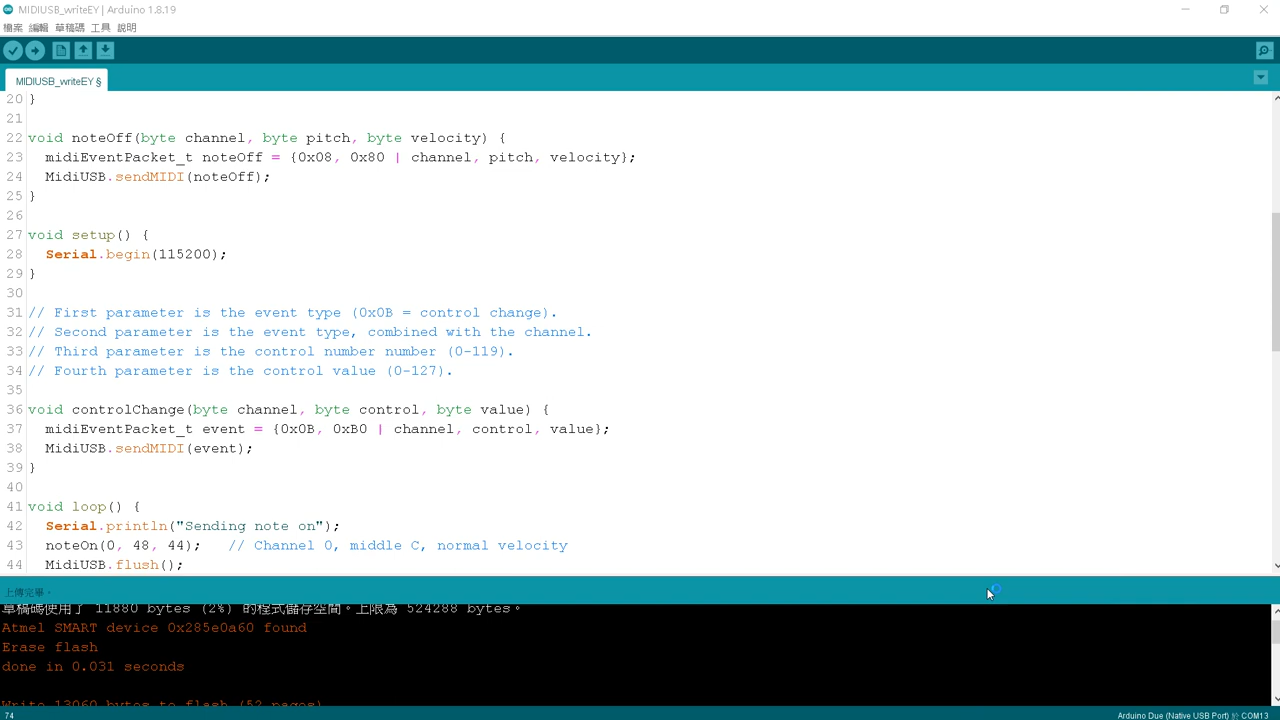 MIDIUSB_writeEY | Arduino 1.8.19
檔案 編輯 草稿碼 工具 說明
MIDIUSB_writeEY §
20 }
21
22 void noteOff(byte channel, byte pitch, byte velocity) {
23 midiEventPacket_t noteOff = {0x08, 0x80 | channel, pitch, velocity};
24 MidiUSB.sendMIDI(noteOff);
25 }
26
27 void setup() {
28 Serial.begin(115200);
29 }
30
31 // First parameter is the event type (0x0B = control change).
32 // Second parameter is the event type, combined with the channel.
33 // Third parameter is the control number number (0-119).
34 // Fourth parameter is the control value (0-127).
35
36 void controlChange(byte channel, byte control, byte value) {
37 midiEventPacket_t event = {0x0B, 0xB0 | channel, control, value};
38 MidiUSB.sendMIDI(event);
39 }
40
41 void loop() {
42 Serial.println("Sending note on");
43 noteOn(0, 48, 44); // Channel 0, middle C, normal velocity
44 MidiUSB.flush();
上傳完畢。
草稿碼使用了 11880 bytes (2%) 的程式儲存空間。上限為 524288 bytes。
Atmel SMART device 0x285e0a60 found
Erase flash
done in 0.031 seconds
Write 13060 bytes to flash (52 pages)
74
Arduino Due (Native USB Port) 於 COM13